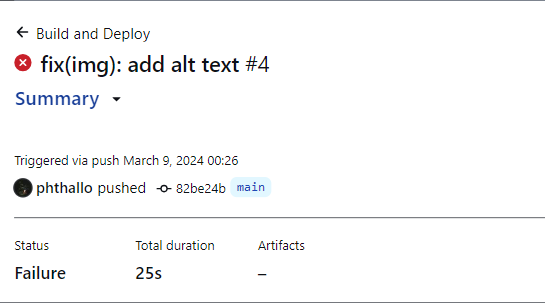 Build and Deploy
fix(img): add alt text #4
Summary
Triggered via push March 9, 2024 00:26
phthallo pushed 82be24b main
Status Total duration Artifacts
Failure 25s –